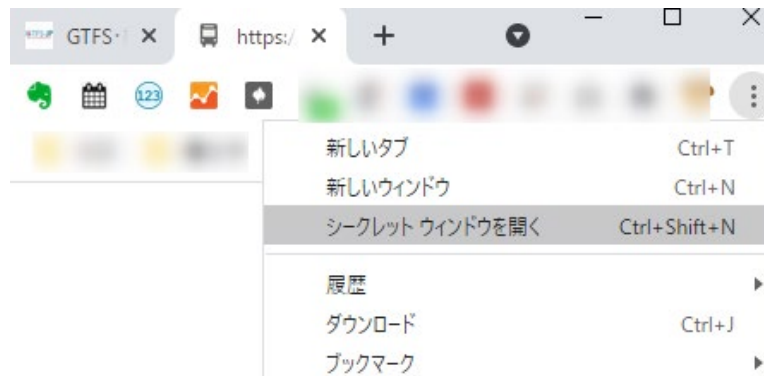 GTFS・
https:/
123
新しいタブ Ctrl+T
新しいウィンドウ Ctrl+N
シークレット ウィンドウを開く Ctrl+Shift+N
履歴
ダウンロード Ctrl+J
ブックマーク